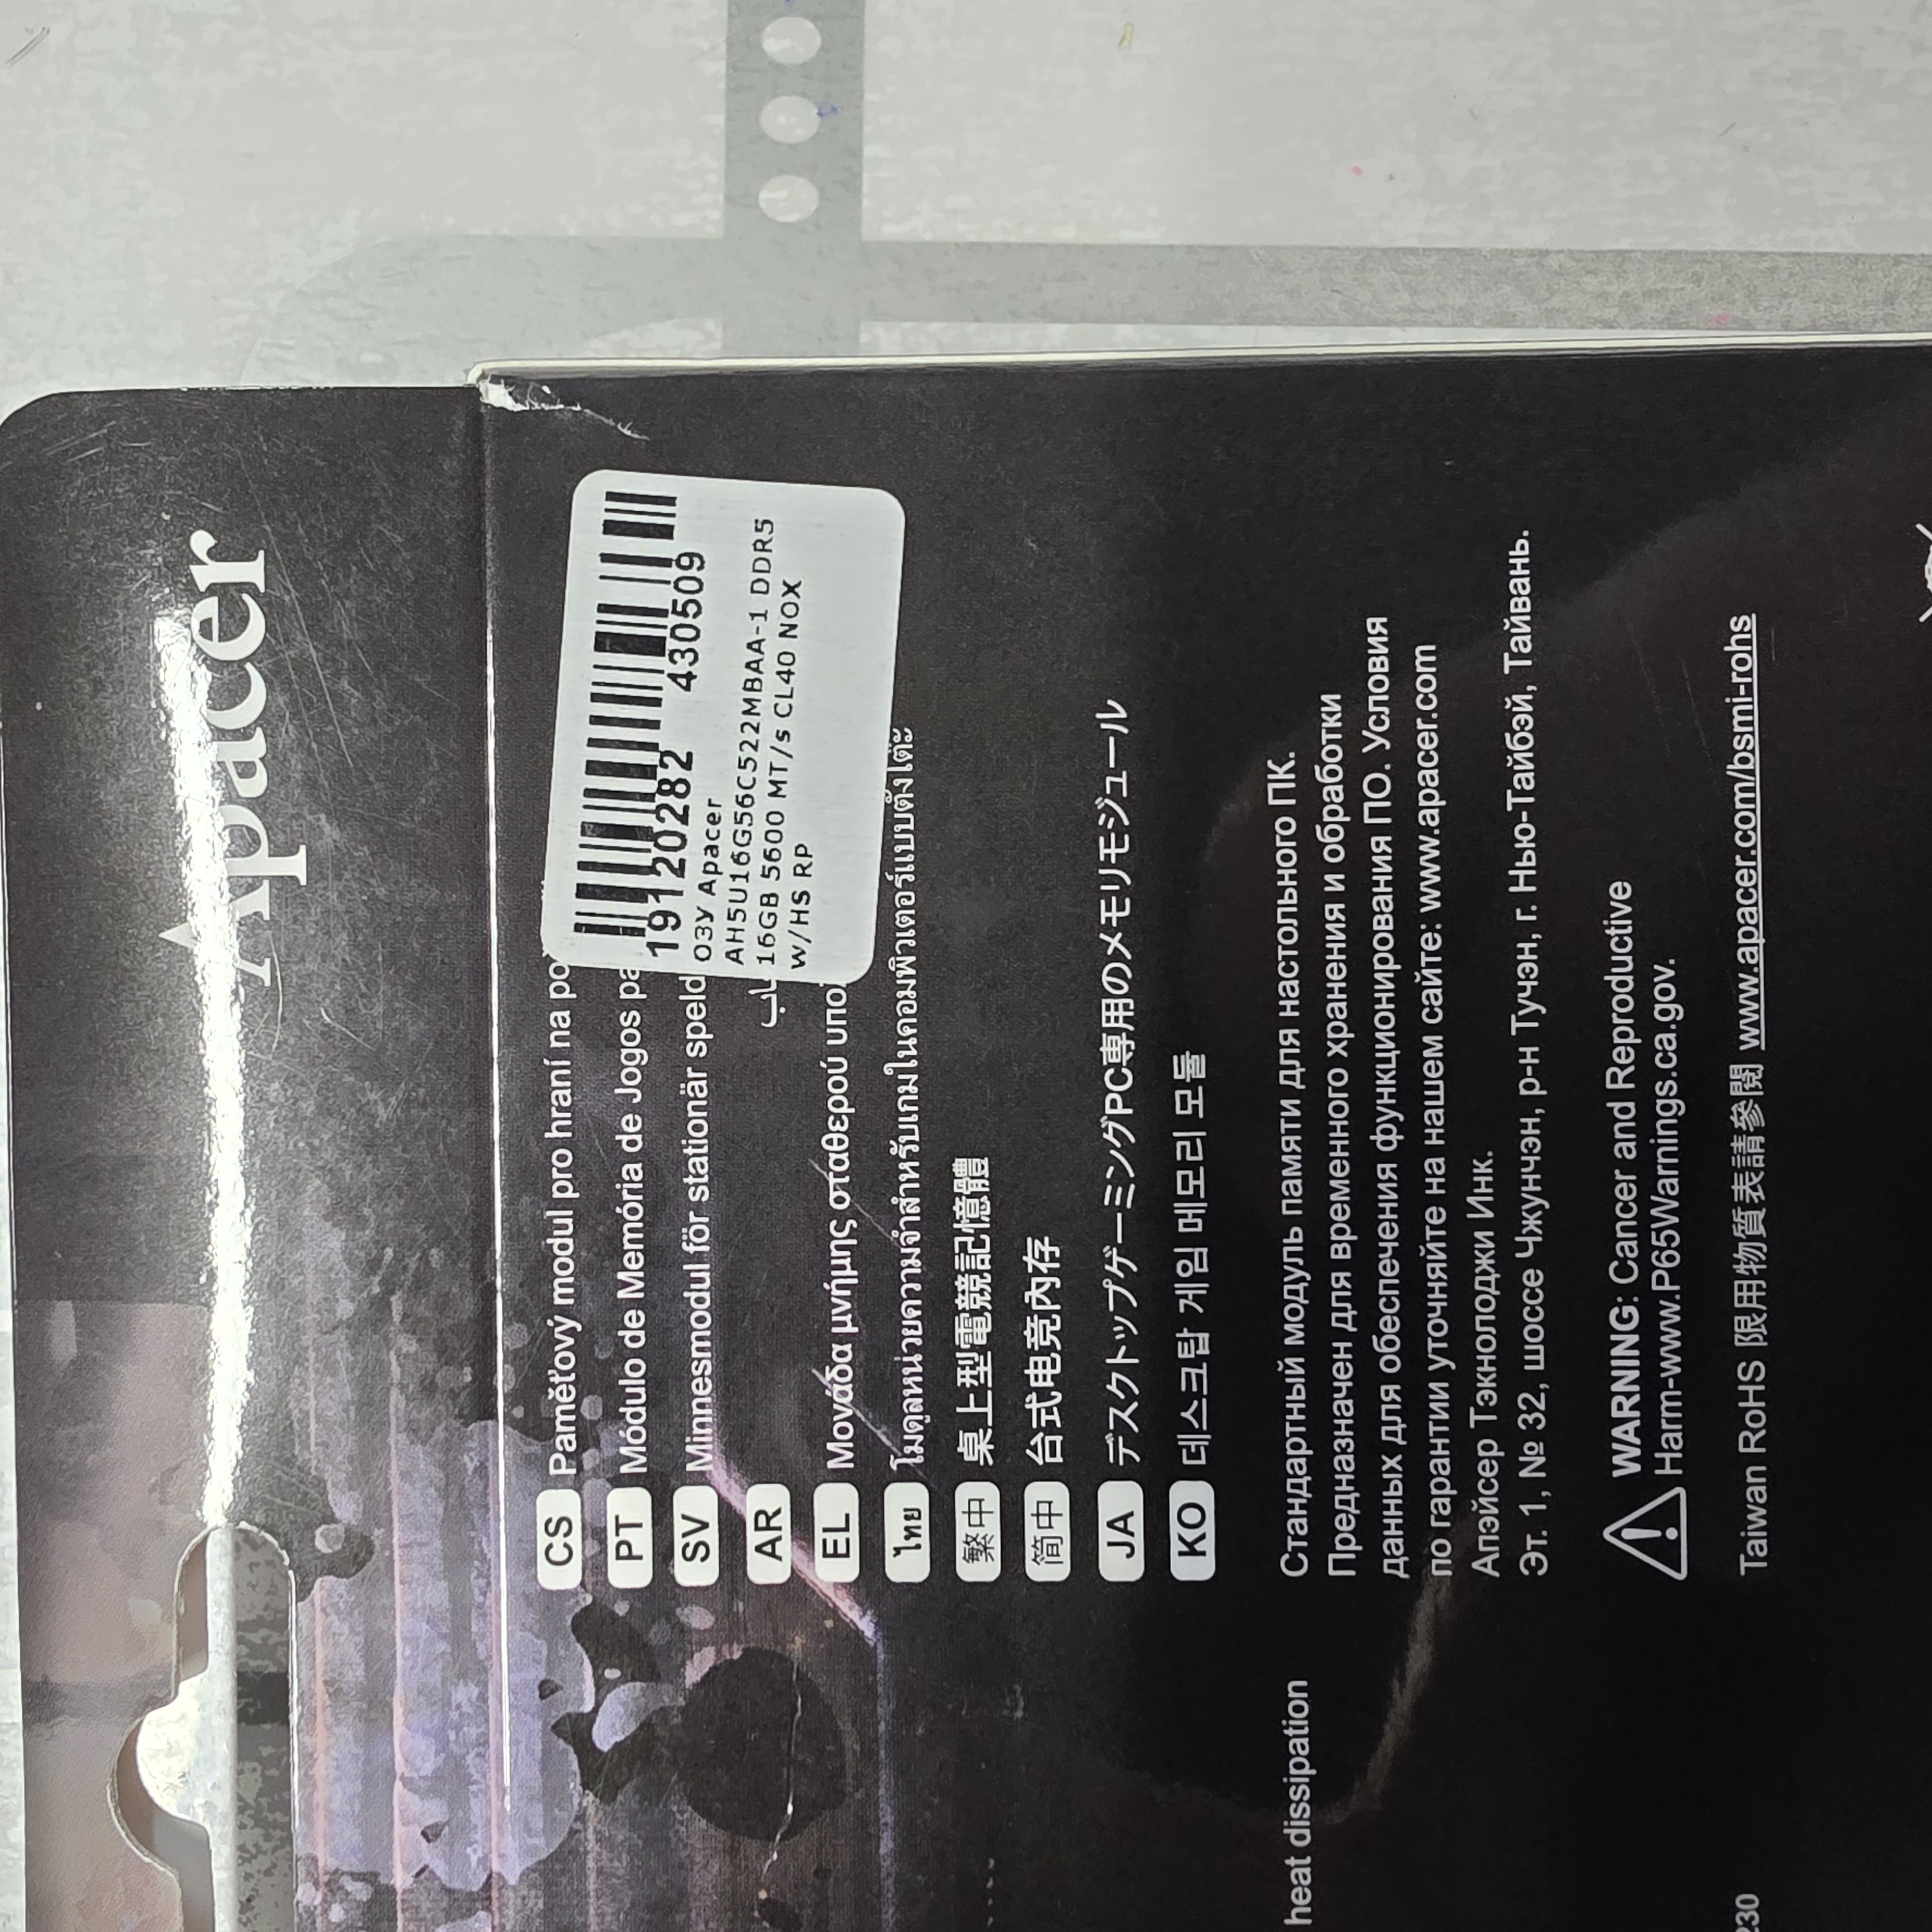 Apacer
19120282 430509
ОЗУ Apacer
AH5U16G56C522MBAA-1 DDR5
16GB 5600 MT/s CL40 NOX
W/HS RP
CS Paměťový modul pro hraní na
PT Módulo de Memória de Jogos
SV Minnesmodul för stationär
AR
EL Μονάδα μνήμης σταθερού
ไทย โมดูลหน่วยความจำสำหรับเกมในคอมพิวเตอร์แบบตั้งโต๊ะ
繁中 桌上型電競記憶體
简中 台式电竞內存
JA デスクトップゲーミングPC専用のメモリモジュール
KO 데스크탑 게임 메모리 모듈
Стандартный модуль памяти для настольного ПК.
Предназначен для временного хранения и обработки
данных для обеспечения функционирования ПО. Условия
по гарантии уточняйте на нашем сайте: www.apacer.com
Апэйсер Тэкнолоджи Инк.
Эт. 1, № 32, шоссе Чжунчэн, р-н Тучэн, г. Нью-Тайбэй, Тайвань.
WARNING: Cancer and Reproductive
Harm-www.P65Warnings.ca.gov.
Taiwan RoHS 限用物質表請參閱 www.apacer.com/bsmi-rohs
heat dissipation
230